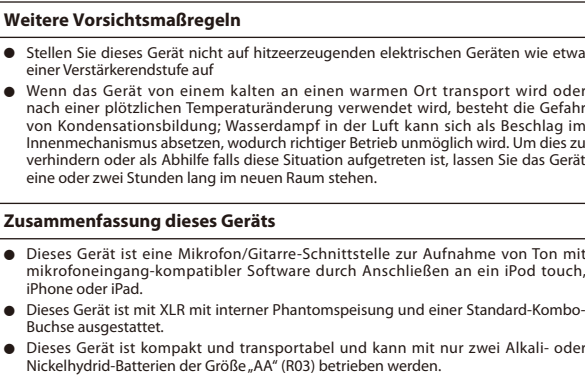 Weitere Vorsichtsmaßregeln
● Stellen Sie dieses Gerät nicht auf hitzeerzeugenden elektrischen Geräten wie etwa
einer Verstärkerendstufe auf
● Wenn das Gerät von einem kalten an einen warmen Ort transport wird oder
nach einer plötzlichen Temperaturänderung verwendet wird, besteht die Gefahr
von Kondensationsbildung; Wasserdampf in der Luft kann sich als Beschlag im
Innenmechanismus absetzen, wodurch richtiger Betrieb unmöglich wird. Um dies zu
verhindern oder als Abhilfe falls diese Situation aufgetreten ist, lassen Sie das Gerät
eine oder zwei Stunden lang im neuen Raum stehen.
Zusammenfassung dieses Geräts
● Dieses Gerät ist eine Mikrofon/Gitarre-Schnittstelle zur Aufnahme von Ton mit
mikrofoneingang-kompatibler Software durch Anschließen an ein iPod touch,
iPhone oder iPad.
● Dieses Gerät ist mit XLR mit interner Phantomspeisung und einer Standard-Kombo-
Buchse ausgestattet.
● Dieses Gerät ist kompakt und transportabel und kann mit nur zwei Alkali- oder
Nickelhydrid-Batterien der Größe „AA“ (R03) betrieben werden.